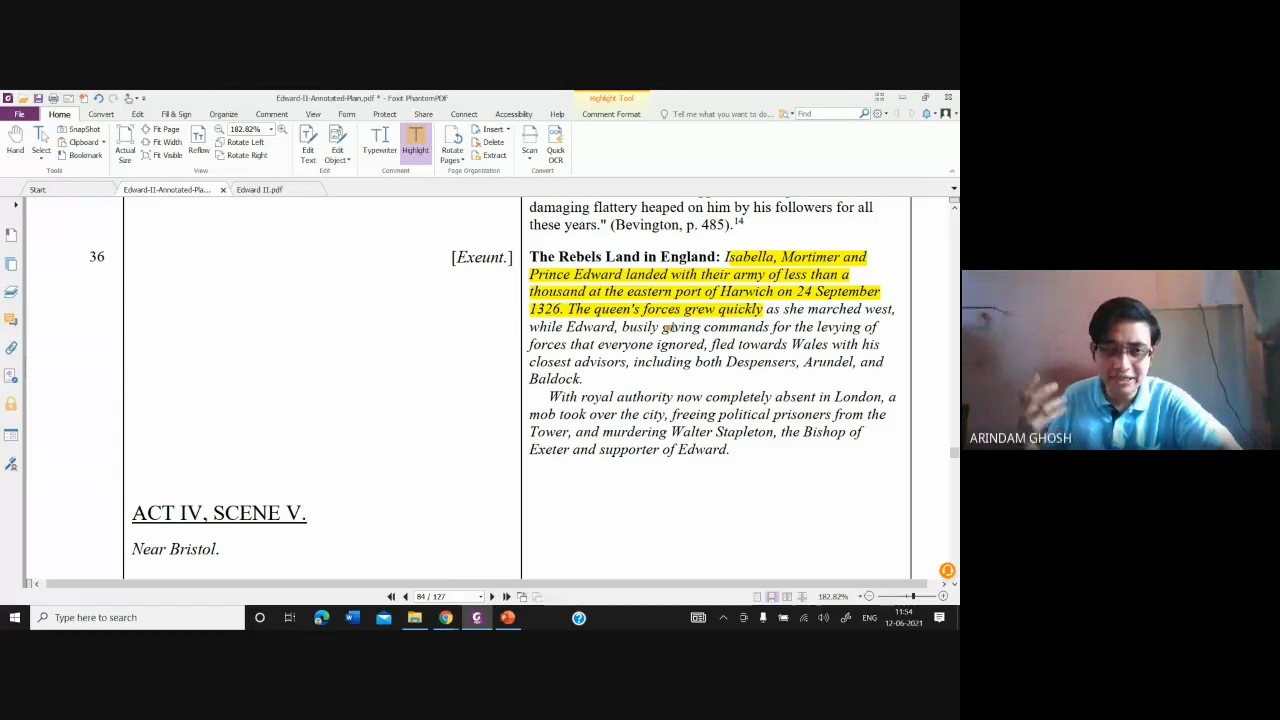 Edward-II-Annotated-Plam.pdf * - Foxit PhantomPDF
Highlight Tool
File Home Convert Edit Fill & Sign Organize Comment View Form Protect Share Connect Accessibility Help Comment Format Tell me what you want to do... Find
SnapShot
Clipboard
Bookmark
Hand Select
Actual Size
Fit Page
Fit Width
Fit Visible
Reflow
182.82%
Rotate Left
Rotate Right
Edit Text
Edit Object
Typewriter Highlight
Rotate Pages
Insert
Delete
Extract
Scan
Quick OCR
Tools View Edit Comment Page Organization Convert
Start Edward-II-Annotated-Pla... Edward II.pdf
damaging flattery heaped on him by his followers for all
these years." (Bevington, p. 485).14
36 [Exeunt.] The Rebels Land in England: Isabella, Mortimer and
Prince Edward landed with their army of less than a
thousand at the eastern port of Harwich on 24 September
1326. The queen's forces grew quickly as she marched west,
while Edward, busily giving commands for the levying of
forces that everyone ignored, fled towards Wales with his
closest advisors, including both Despensers, Arundel, and
Baldock.
With royal authority now completely absent in London, a
mob took over the city, freeing political prisoners from the
Tower, and murdering Walter Stapleton, the Bishop of
Exeter and supporter of Edward.
ACT IV, SCENE V.
Near Bristol.
84 / 127
182.82%
Type here to search
ENG
11:54
12-06-2021
ARINDAM GHOSH